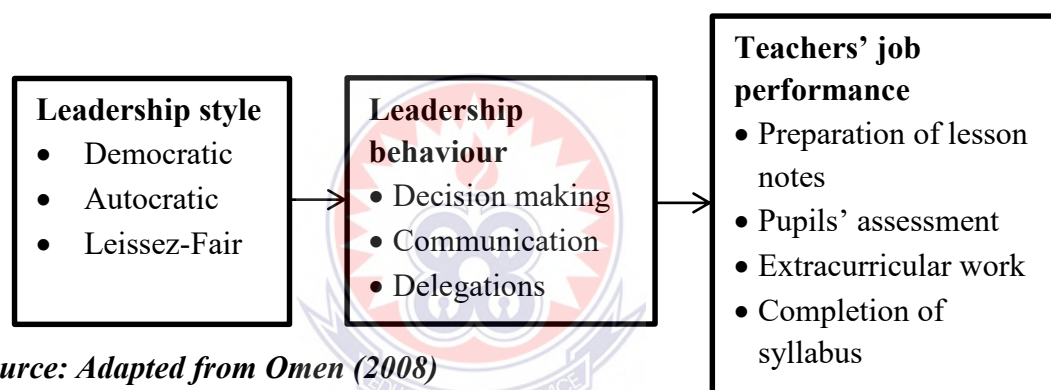 Leadership style
• Democratic
• Autocratic
• Leissez-Fair
Leadership
behaviour
• Decision making
• Communication
• Delegations
Teachers’ job
performance
• Preparation of lesson
notes
• Pupils’ assessment
• Extracurricular work
• Completion of
syllabus
urce: Adapted from Omen (2008)